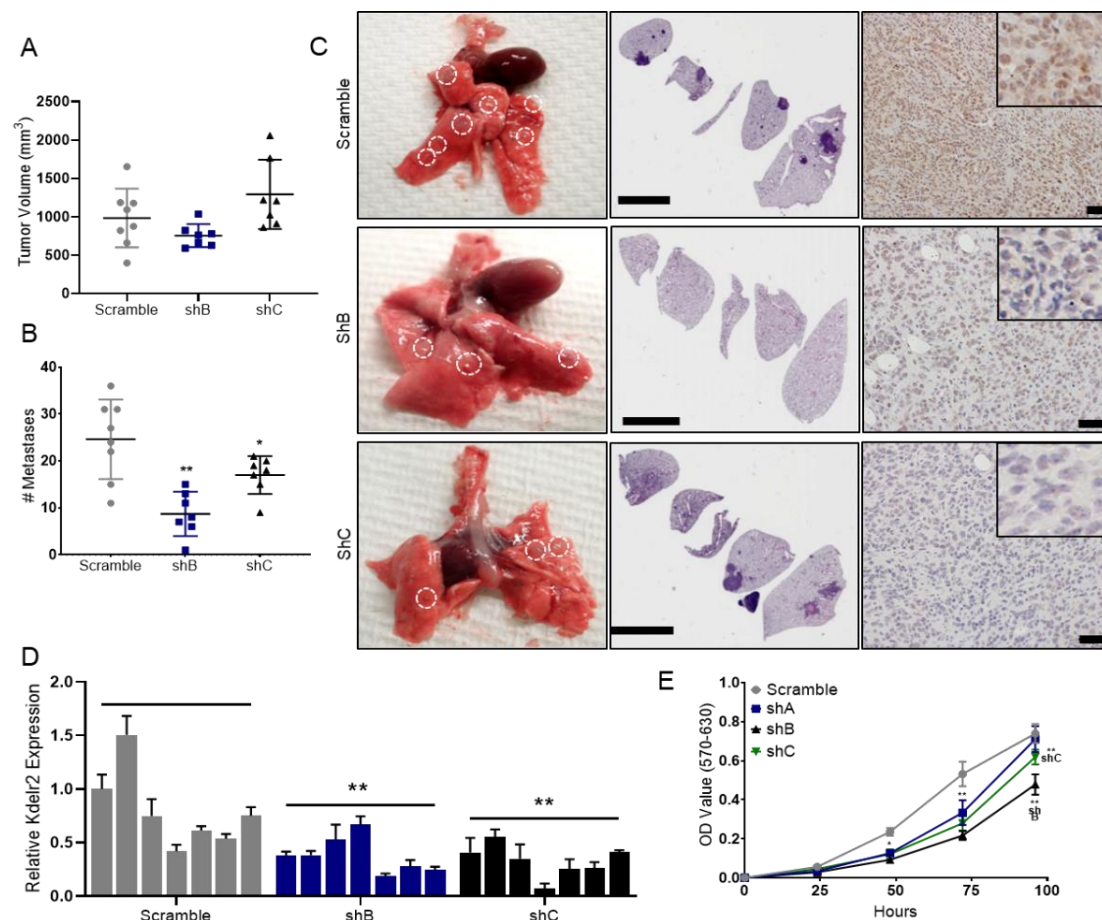 A
Tumor Volume (mm³)
2500
2000
1500
1000
500
0
Scramble shB shC
B
# Metastases
40
30
20
10
0
**
*
Scramble shB shC
C
Scramble
ShB
ShC
D
Relative Kdelr2 Expression
2.0
1.5
1.0
0.5
0.0
** **
Scramble shB shC
E
OD Value (570-630)
1.0
0.8
0.6
0.4
0.2
0.0
Scramble
shA
shB
shC
*
**
**
shC
**
sh
B
0 25 50 75 100
Hours